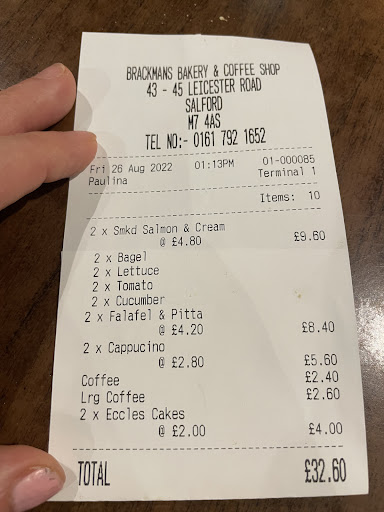 BRACKMANS BAKERY & COFFEE SHOP
43 - 45 LEICESTER ROAD
SALFORD
M7 4AS
TEL NO:- 0161 792 1652
Fri 26 Aug 2022 01:13PM 01-000085
Paulina Terminal 1
Items: 10
2 x Smkd Salmon & Cream
@ £4.80 £9.60
2 x Bagel
2 x Lettuce
2 x Tomato
2 x Cucumber
2 x Falafel & Pitta
@ £4.20 £8.40
2 x Cappucino
@ £2.80 £5.60
Coffee £2.40
Lrg Coffee £2.60
2 x Eccles Cakes
@ £2.00 £4.00
TOTAL £32.60